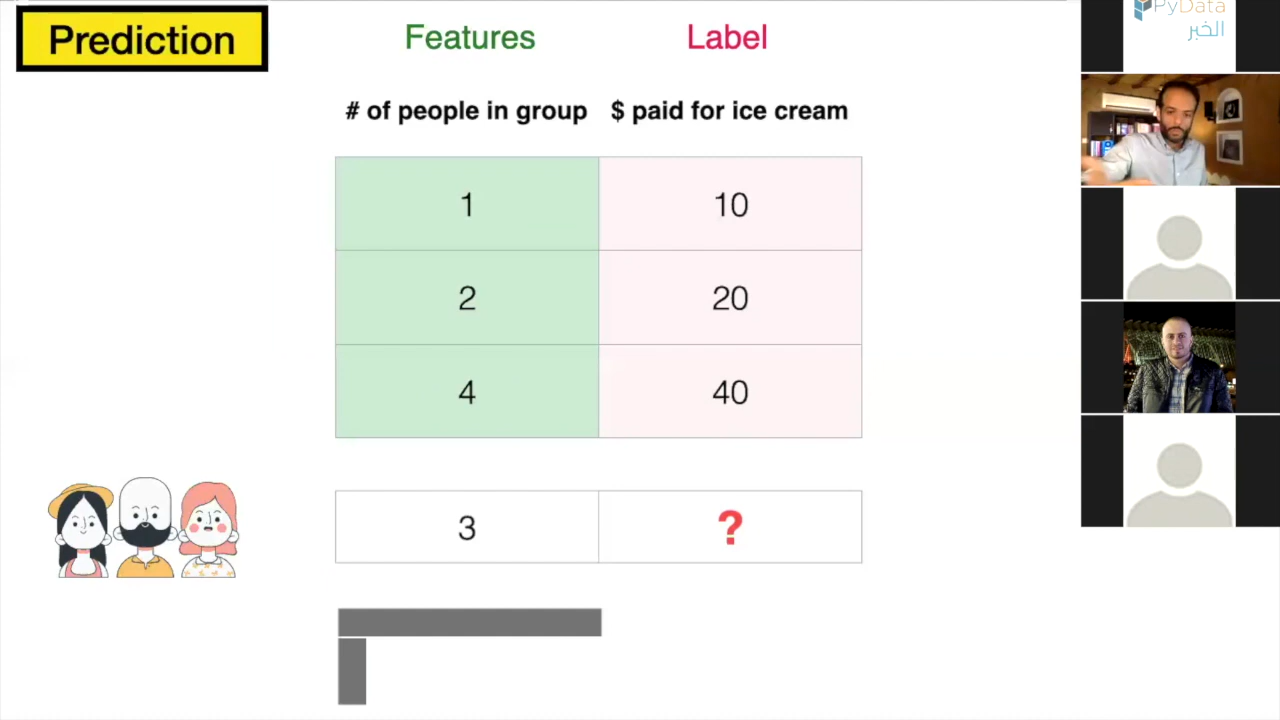 Prediction
Features
Label
# of people in group
$ paid for ice cream
1
10
2
20
4
40
3
?
PyData
الخبر